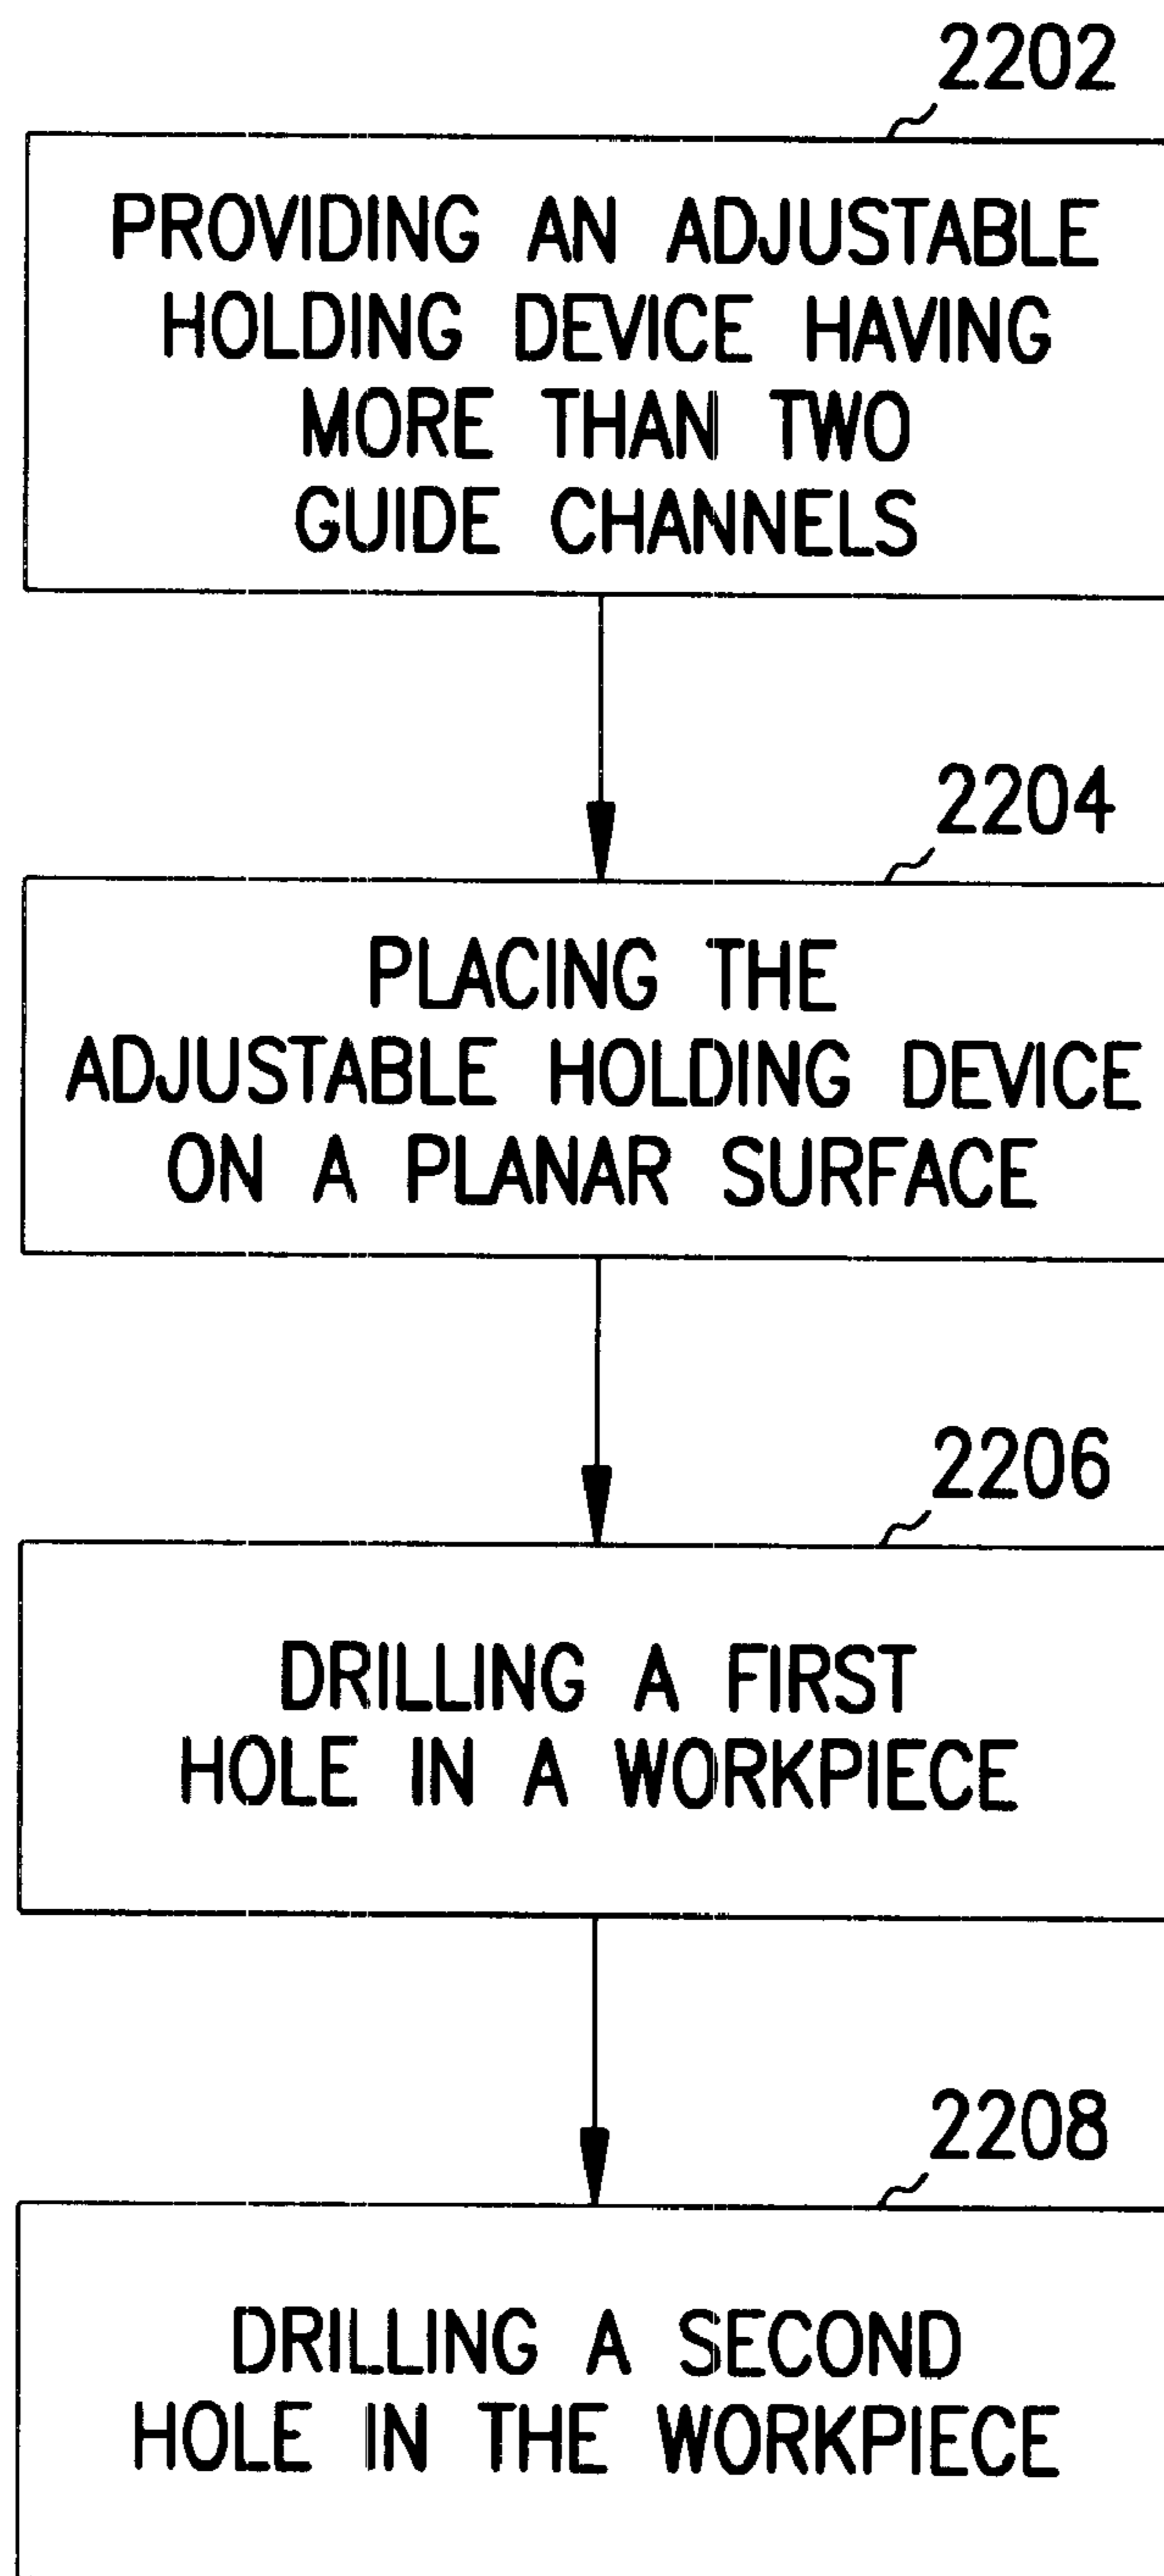 2202
PROVIDING AN ADJUSTABLE
HOLDING DEVICE HAVING
MORE THAN TWO
GUIDE CHANNELS
2204
PLACING THE
ADJUSTABLE HOLDING DEVICE
ON A PLANAR SURFACE
2206
DRILLING A FIRST
HOLE IN A WORKPIECE
2208
DRILLING A SECOND
HOLE IN THE WORKPIECE